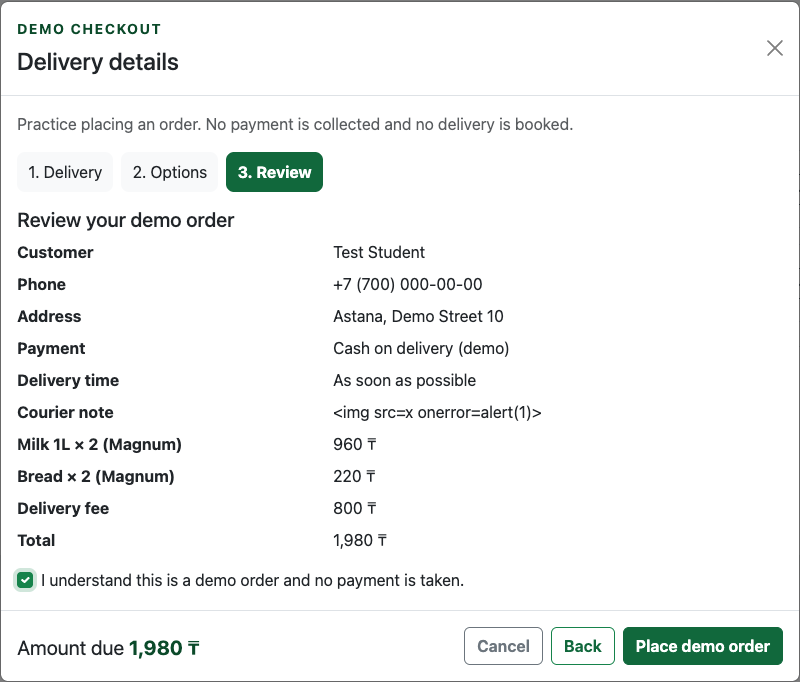 DEMO CHECKOUT
Delivery details
Practice placing an order. No payment is collected and no delivery is booked.
1. Delivery 2. Options 3. Review
Review your demo order
Customer Test Student
Phone +7 (700) 000-00-00
Address Astana, Demo Street 10
Payment Cash on delivery (demo)
Delivery time As soon as possible
Courier note <img src=x onerror=alert(1)>
Milk 1L × 2 (Magnum) 960 ₸
Bread × 2 (Magnum) 220 ₸
Delivery fee 800 ₸
Total 1,980 ₸
I understand this is a demo order and no payment is taken.
Amount due 1,980 ₸ Cancel Back Place demo order